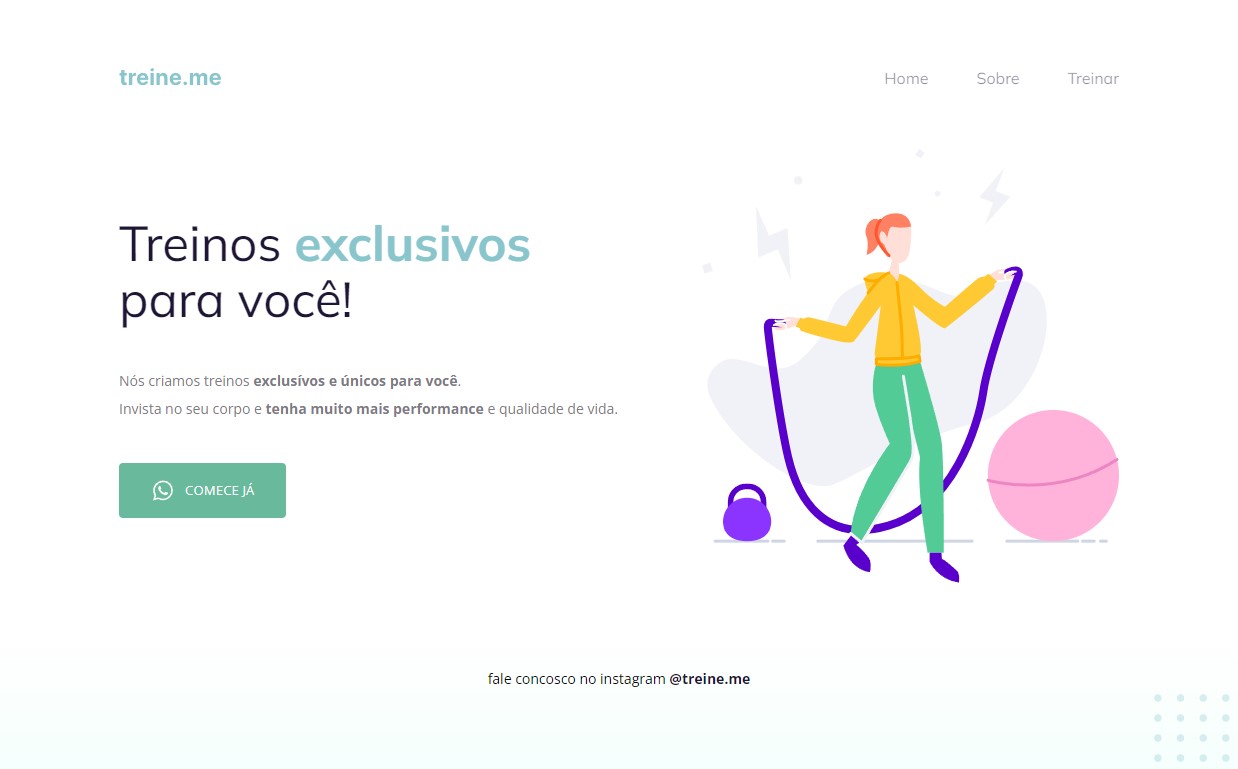 treine.me
Home Sobre Treinar
Treinos exclusivos
para você!
Nós criamos treinos exclusívos e únicos para você.
Invista no seu corpo e tenha muito mais performance e qualidade de vida.
COMECE JÁ
fale concosco no instagram @treine.me